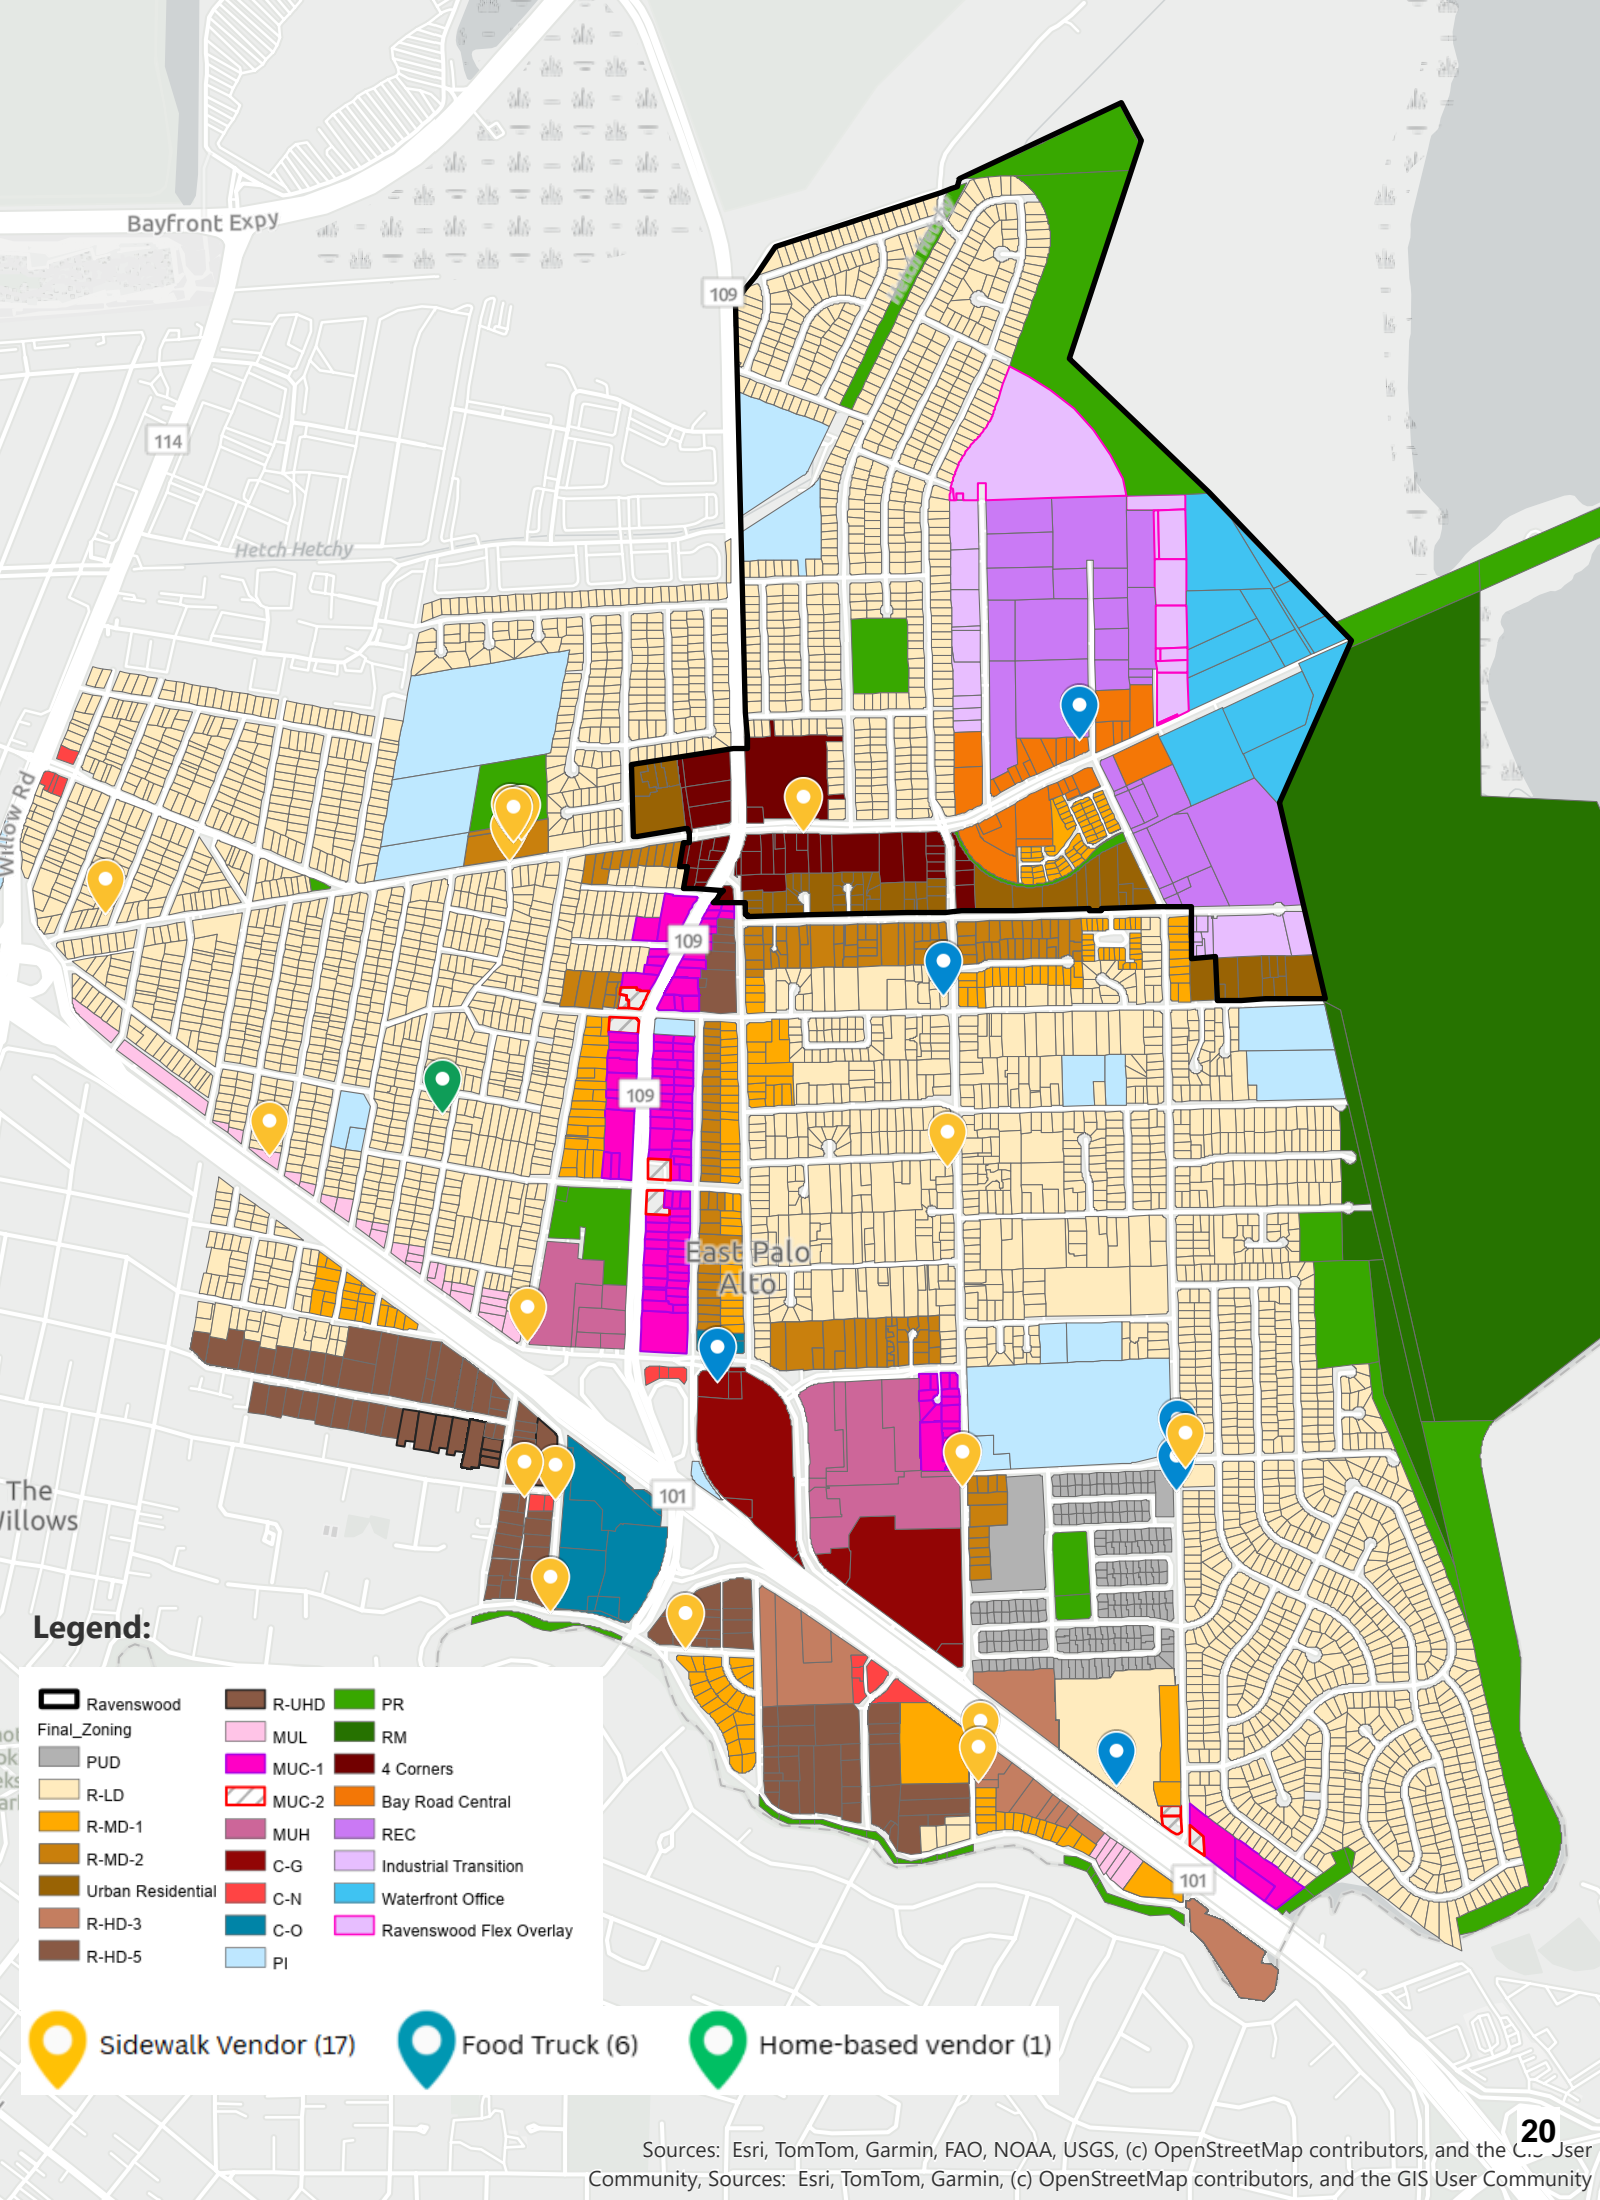 Bayfront Expy
Hetch Hetchy
109
114
Hetch Hetchy
Willow Rd
109
109
East Palo
Alto
The
Willows
101
101
Legend:
Ravenswood
Final_Zoning
PUD
R-LD
R-MD-1
R-MD-2
Urban Residential
R-HD-3
R-HD-5
R-UHD
MUL
MUC-1
MUC-2
MUH
C-G
C-N
C-O
PI
PR
RM
4 Corners
Bay Road Central
REC
Industrial Transition
Waterfront Office
Ravenswood Flex Overlay
Sidewalk Vendor (17)
Food Truck (6)
Home-based vendor (1)
20
Sources: Esri, TomTom, Garmin, FAO, NOAA, USGS, (c) OpenStreetMap contributors, and the GIS User
Community, Sources: Esri, TomTom, Garmin, (c) OpenStreetMap contributors, and the GIS User Community